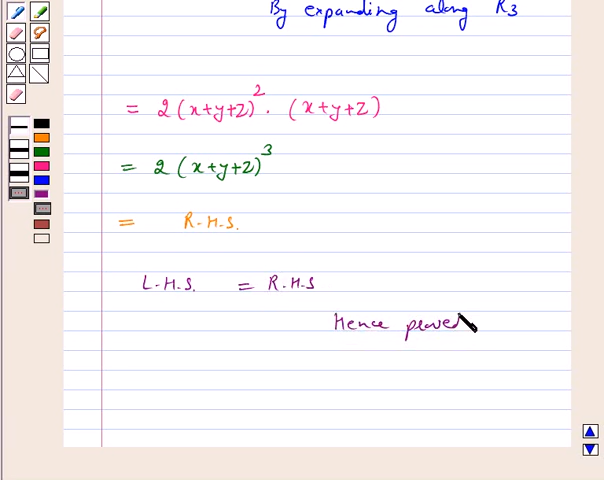 By expanding along R3
= 2(x+y+z)^2 . (x+y+z)
= 2(x+y+z)^3
= R.H.S.
L.H.S. = R.H.S
Hence proved